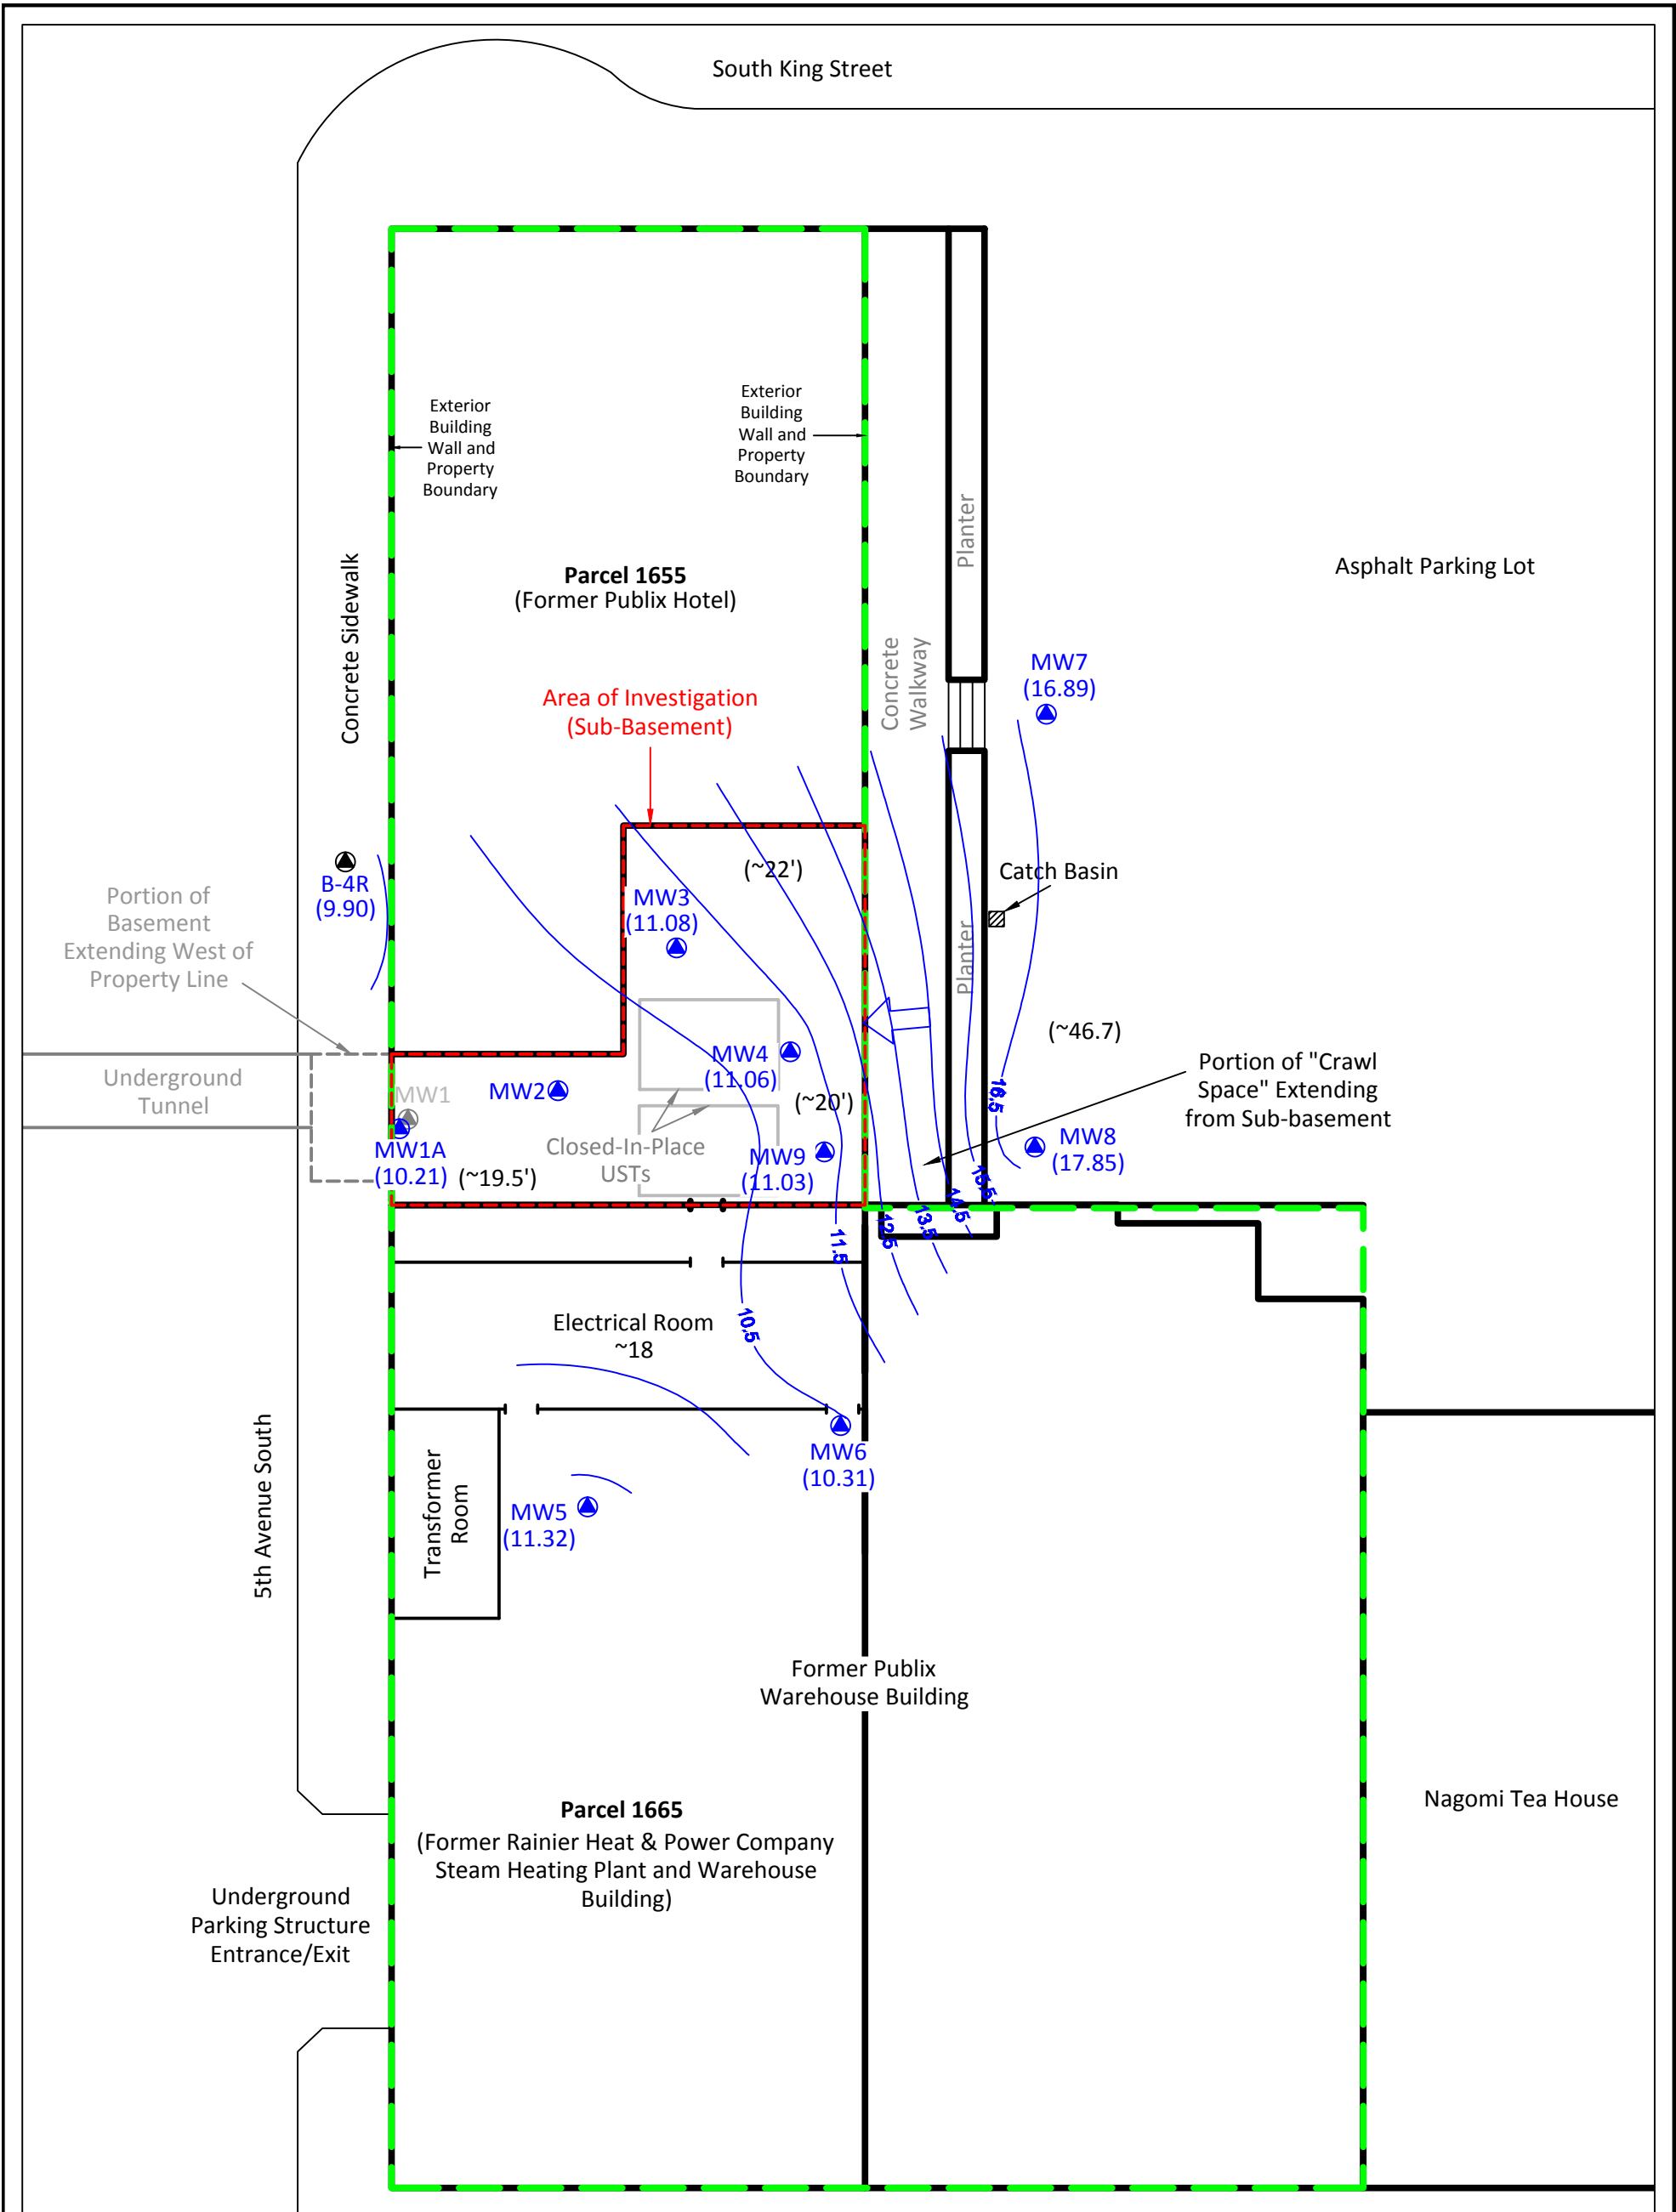 South King Street
Exterior
Building
Wall and
Property
Boundary
Exterior
Building
Wall and
Property
Boundary
Planter
Concrete Sidewalk
Parcel 1655
(Former Publix Hotel)
Asphalt Parking Lot
Concrete
Walkway
MW7
(16.89)
Area of Investigation
(Sub-Basement)
B-4R
(9.90)
Portion of
Basement
Extending West of
Property Line
MW3
(11.08)
(~22')
Catch Basin
Planter
(~46.7)
Underground
Tunnel
MW1
MW1A
(10.21)
(~19.5')
MW2
MW4
(11.06)
(~20')
Closed-In-Place
USTs
MW9
(11.03)
Portion of "Crawl
Space" Extending
from Sub-basement
16.5
MW8
(17.85)
15.5
14.5
13.5
12.5
11.5
10.5
Electrical Room
~18
MW6
(10.31)
MW5
(11.32)
Transformer
Room
5th Avenue South
Former Publix
Warehouse Building
Parcel 1665
(Former Rainier Heat & Power Company
Steam Heating Plant and Warehouse
Building)
Nagomi Tea House
Underground
Parking Structure
Entrance/Exit